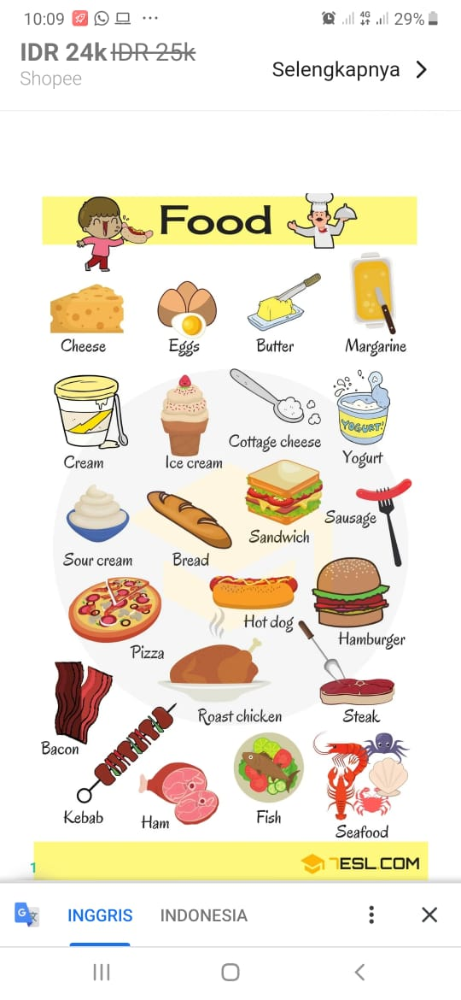 10:09
4G
29%
IDR 24k IDR 25k
Shopee
Selengkapnya
Food
Cheese
Eggs
Butter
Margarine
YOGURT!
Cream
Ice cream
Cottage cheese
Yogurt
Sour cream
Bread
Sandwich
Sausage
Pizza
Hot dog
Hamburger
Bacon
Roast chicken
Steak
Kebab
Ham
Fish
Seafood
1
7ESL.COM
G 文
INGGRIS
INDONESIA